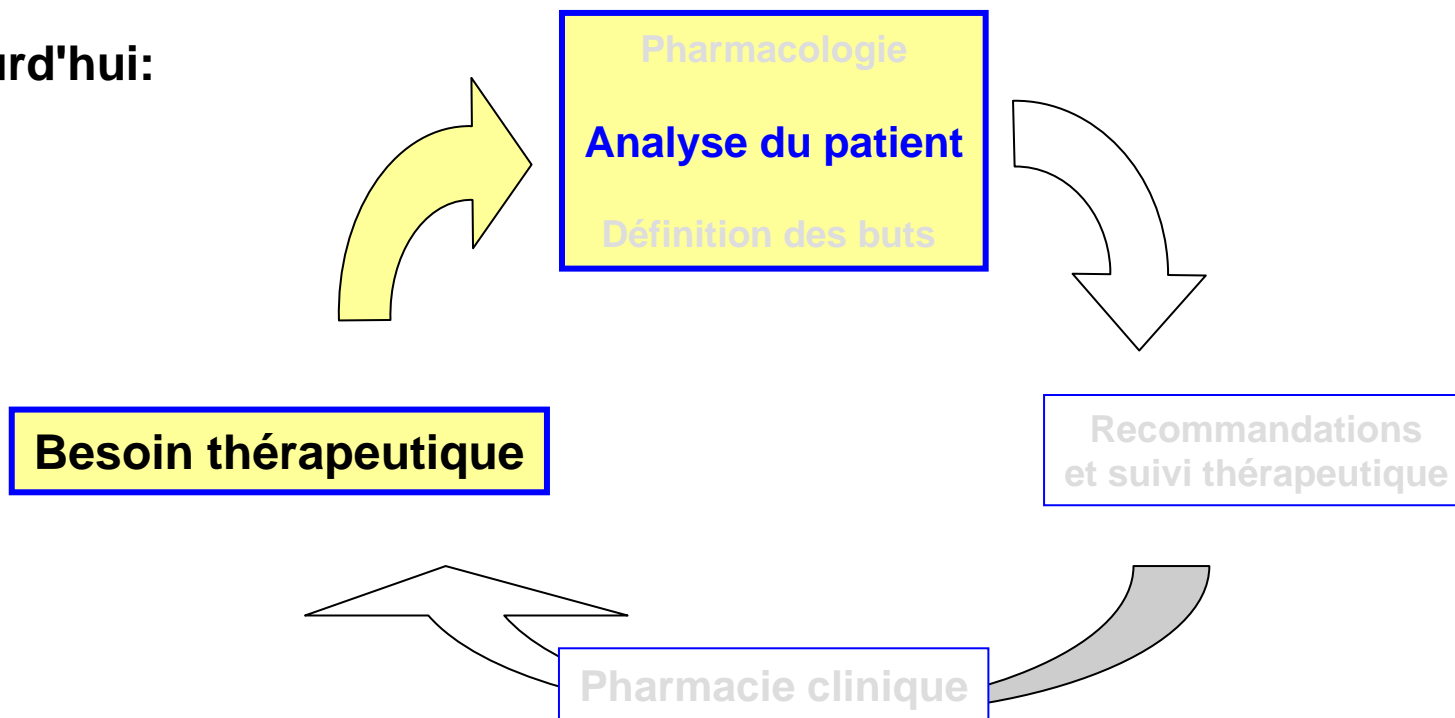 urd'hui:
Pharmacologie
Analyse du patient
Définition des buts
Besoin thérapeutique
Recommandations
et suivi thérapeutique
Pharmacie clinique